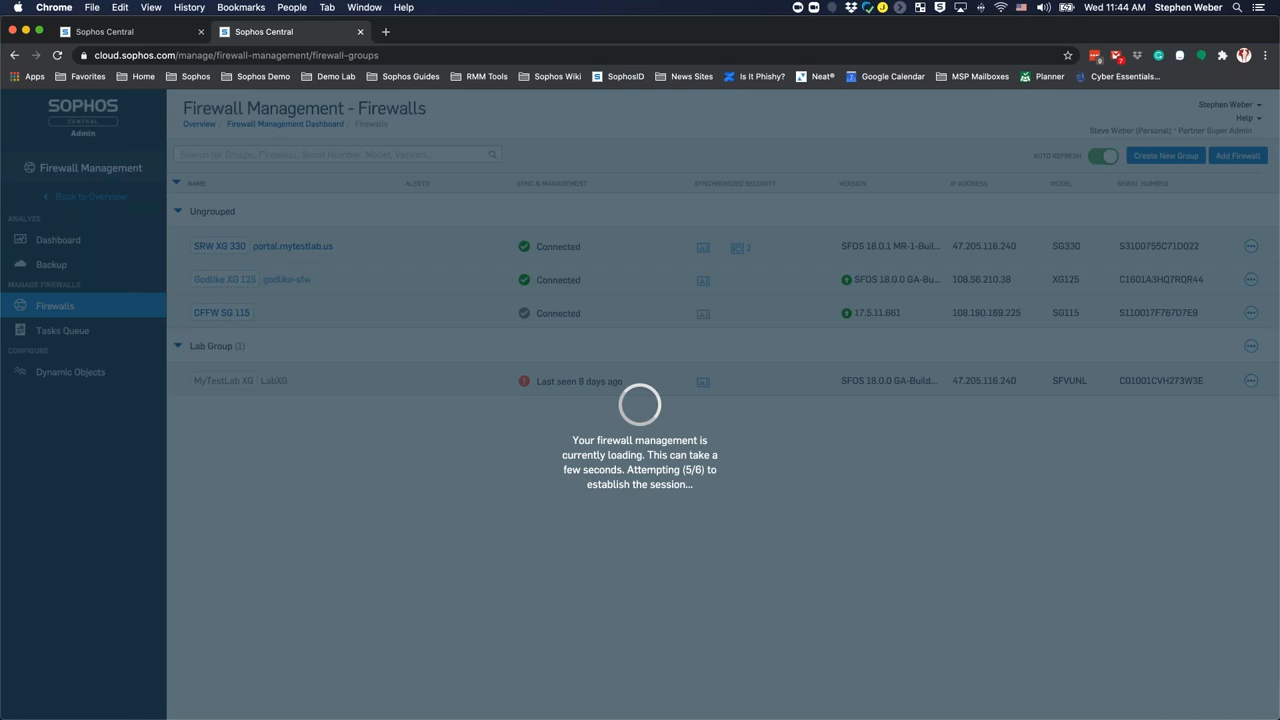 Chrome File Edit View History Bookmarks People Tab Window Help Wed 11:44 AM Stephen Weber
Sophos Central Sophos Central
cloud.sophos.com/manage/firewall-management/firewall-groups
Apps Favorites Home Sophos Sophos Demo Demo Lab Sophos Guides RMM Tools Sophos Wiki SophosID News Sites Is It Phishy? Neat® Google Calendar MSP Mailboxes Planner Cyber Essentials...
SOPHOS
CENTRAL
Admin
Firewall Management
Back to Overview
ANALYZE
Dashboard
Backup
MANAGE FIREWALLS
Firewalls
Tasks Queue
CONFIGURE
Dynamic Objects
Firewall Management - Firewalls
Overview / Firewall Management Dashboard / Firewalls
Stephen Weber
Help
Steve Weber (Personal) · Partner Super Admin
Search for Groups, Firewalls, Serial Number, Model, Version...
AUTO REFRESH Create New Group Add Firewall
NAME ALERTS SYNC & MANAGEMENT SYNCHRONIZED SECURITY VERSION IP ADDRESS MODEL SERIAL NUMBER
Ungrouped
SRW XG 330 portal.mytestlab.us Connected 2 SFOS 18.0.1 MR-1-Buil... 47.205.116.240 SG330 S3100755C71D022
Godlike XG 125 godlike-sfw Connected SFOS 18.0.0 GA-Bu... 108.56.210.38 XG125 C1601A3HQ7RQR44
CFFW SG 115 Connected 17.5.11.661 108.190.169.225 SG115 S110017F767D7E9
Lab Group (1)
MyTestLab XG LabXG Last seen 8 days ago SFOS 18.0.0 GA-Build... 47.205.116.240 SFVUNL C01001CVH273W3E
Your firewall management is
currently loading. This can take a
few seconds. Attempting (5/6) to
establish the session...